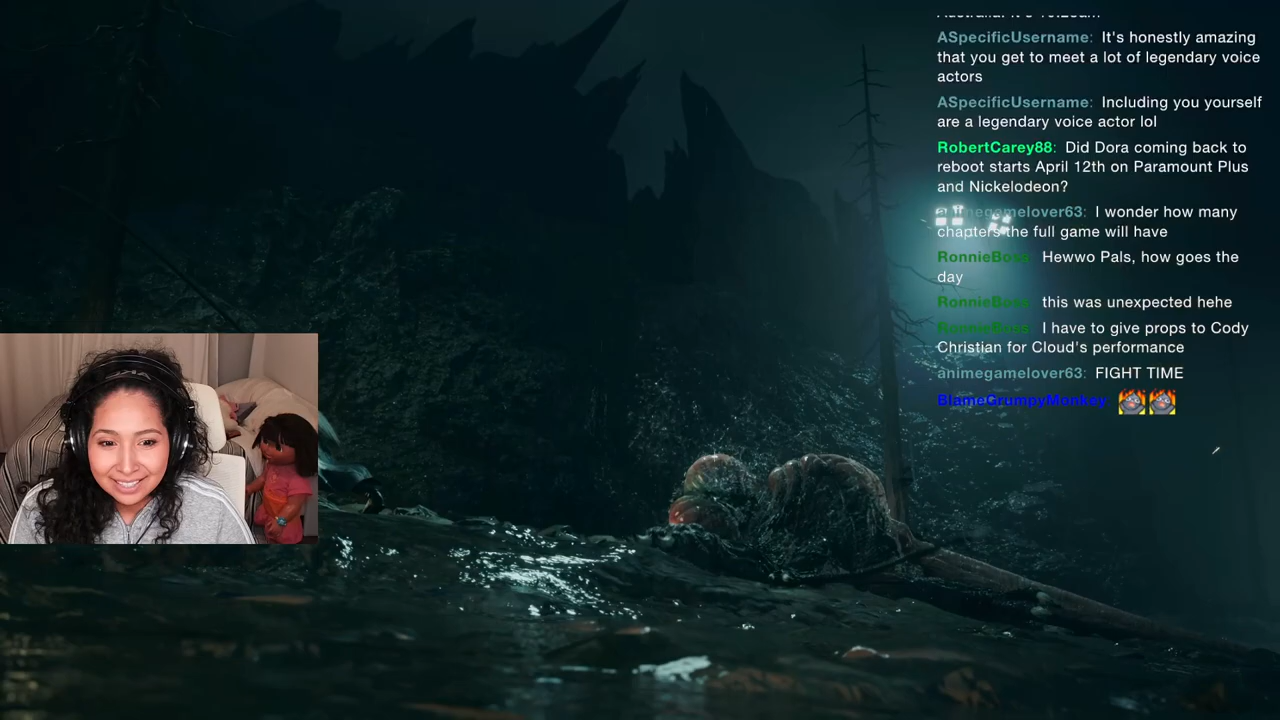 ASpecificUsername: It's honestly amazing
that you get to meet a lot of legendary voice
actors
ASpecificUsername: Including you yourself
are a legendary voice actor lol
RobertCarey88: Did Dora coming back to
reboot starts April 12th on Paramount Plus
and Nickelodeon?
animegamelover63: I wonder how many
chapters the full game will have
RonnieBoss: Hewwo Pals, how goes the
day
RonnieBoss: this was unexpected hehe
RonnieBoss: I have to give props to Cody
Christian for Cloud's performance
animegamelover63: FIGHT TIME
BlameGrumpyMonkey: